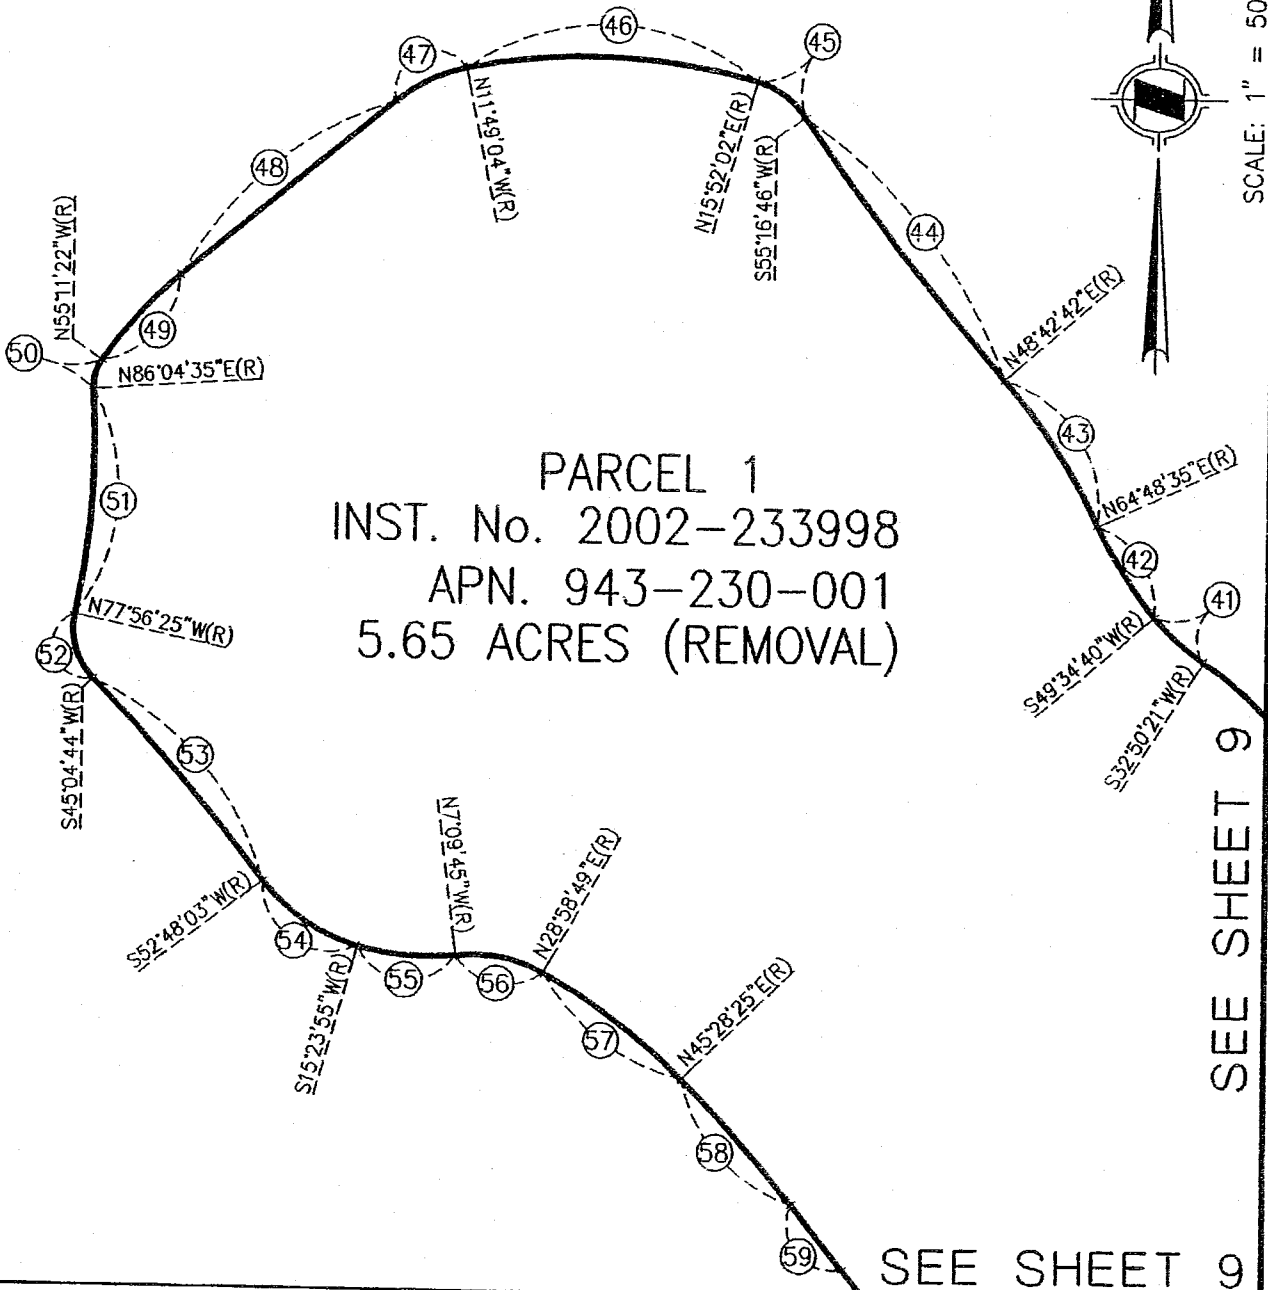 46
45
47
SCALE: 1" = 50
N11°49'04"W(R)
N15°52'02"E(R)
S55°16'46"W(R)
48
44
N55°11'22"W(R)
49
50
N86°04'35"E(R)
N48°42'42"E(R)
43
PARCEL 1
INST. No. 2002-233998
APN. 943-230-001
5.65 ACRES (REMOVAL)
51
N64°48'35"E(R)
42
41
N77°56'25"W(R)
52
S49°34'40"W(R)
S32°50'21"W(R)
S45°04'44"W(R)
53
SEE SHEET 9
N7°09'45"W(R)
N28°58'49"E(R)
S52°48'03"W(R)
54
55
56
S15°23'55"W(R)
57
N45°28'25"E(R)
58
59
SEE SHEET 9